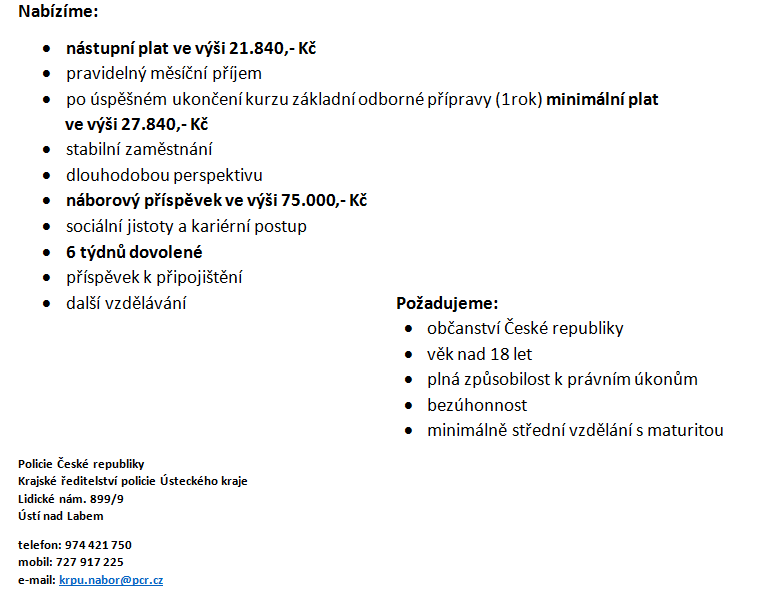 Nabízíme:
• nástupní plat ve výši 21.840,- Kč
• pravidelný měsíční příjem
• po úspěšném ukončení kurzu základní odborné přípravy (1rok) minimální plat
ve výši 27.840,- Kč
• stabilní zaměstnání
• dlouhodobou perspektivu
• náborový příspěvek ve výši 75.000,- Kč
• sociální jistoty a kariérní postup
• 6 týdnů dovolené
• příspěvek k připojištění
• další vzdělávání
Požadujeme:
• občanství České republiky
• věk nad 18 let
• plná způsobilost k právním úkonům
• bezúhonnost
• minimálně střední vzdělání s maturitou
Policie České republiky
Krajské ředitelství policie Ústeckého kraje
Lidické nám. 899/9
Ústí nad Labem
telefon: 974 421 750
mobil: 727 917 225
e-mail: krpu.nabor@pcr.cz